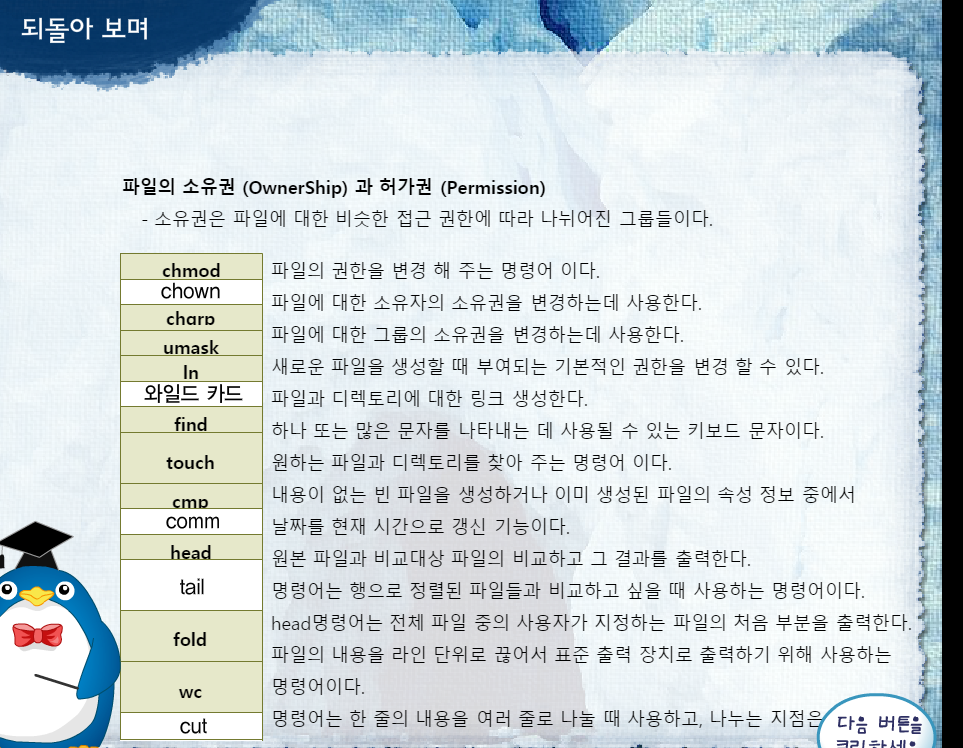 되돌아 보며
파일의 소유권 (OwnerShip) 과 허가권 (Permission)
- 소유권은 파일에 대한 비슷한 접근 권한에 따라 나뉘어진 그룹들이다.
chmod
파일의 권한을 변경 해 주는 명령어 이다.
chown
파일에 대한 소유자의 소유권을 변경하는데 사용한다.
파일에 대한 그룹의 소유권을 변경하는데 사용한다.
umask
새로운 파일을 생성할 때 부여되는 기본적인 권한을 변경 할 수 있다.
ln
와일드 카드
파일과 디렉토리에 대한 링크 생성한다.
find
하나 또는 많은 문자를 나타내는 데 사용될 수 있는 키보드 문자이다.
touch
원하는 파일과 디렉토리를 찾아 주는 명령어 이다.
내용이 없는 빈 파일을 생성하거나 이미 생성된 파일의 속성 정보 중에서
cmp
comm
날짜를 현재 시간으로 갱신 기능이다.
head
원본 파일과 비교대상 파일의 비교하고 그 결과를 출력한다.
tail
명령어는 행으로 정렬된 파일들과 비교하고 싶을 때 사용하는 명령어이다.
head명령어는 전체 파일 중의 사용자가 지정하는 파일의 처음 부분을 출력한다.
fold
파일의 내용을 라인 단위로 끊어서 표준 출력 장치로 출력하기 위해 사용하는
wc
명령어이다.
cut
명령어는 한 줄의 내용을 여러 줄로 나눌 때 사용하고, 나누는 지점은
다음 버튼을